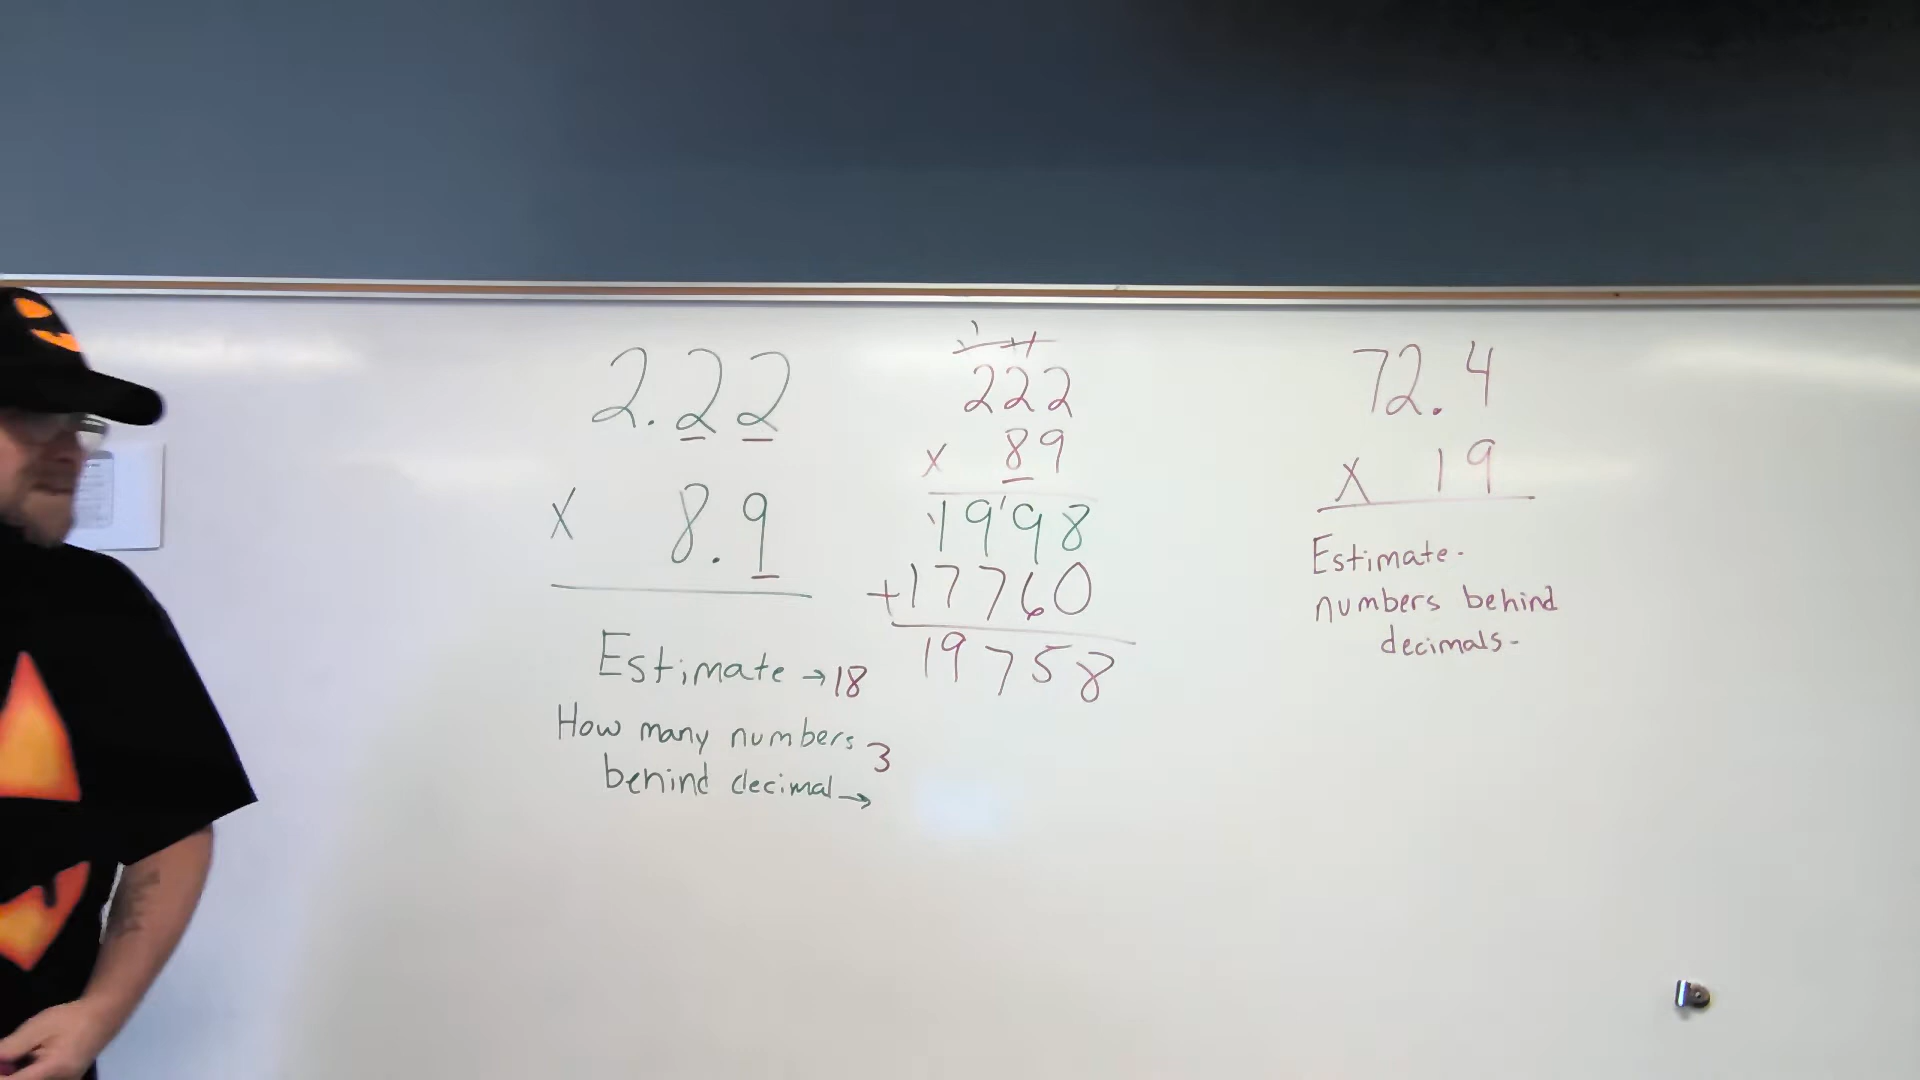 2.22
x 8.9
Estimate → 18
How many numbers 3
behind decimal →
222
x 89
1998
+17760
19758
72.4
x 19
Estimate-
numbers behind
decimals-